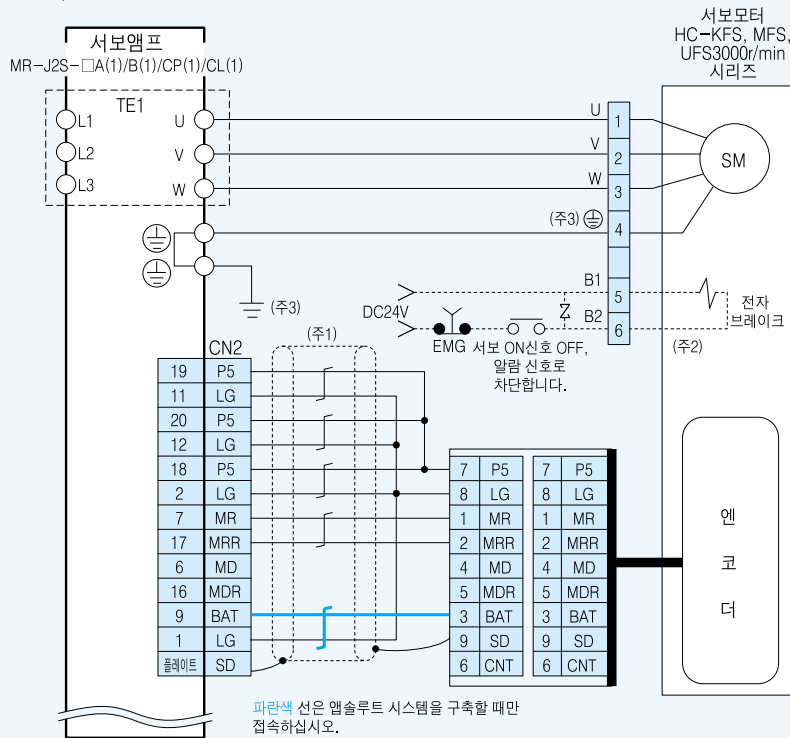 서보모터
HC-KFS, MFS,
UFS3000r/min
시리즈
서보앰프
MR-J2S-□A(1)/B(1)/CP(1)/CL(1)
TE1
L1
L2
L3
U
V
W
U
V
W
(주3)
1
2
3
4
5
6
SM
(주3)
B1
B2
DC24V
EMG
서보 ON신호 OFF,
알람 신호로
차단합니다.
전자
브레이크
(주2)
(주1)
CN2
19 P5
11 LG
20 P5
12 LG
18 P5
2 LG
7 MR
17 MRR
6 MD
16 MDR
9 BAT
1 LG
플레이트 SD
7 P5 7 P5
8 LG 8 LG
1 MR 1 MR
2 MRR 2 MRR
4 MD 4 MD
5 MDR 5 MDR
3 BAT 3 BAT
9 SD 9 SD
6 CNT 6 CNT
엔
코
더
파란색 선은 앱솔루트 시스템을 구축할 때만
접속하십시오.